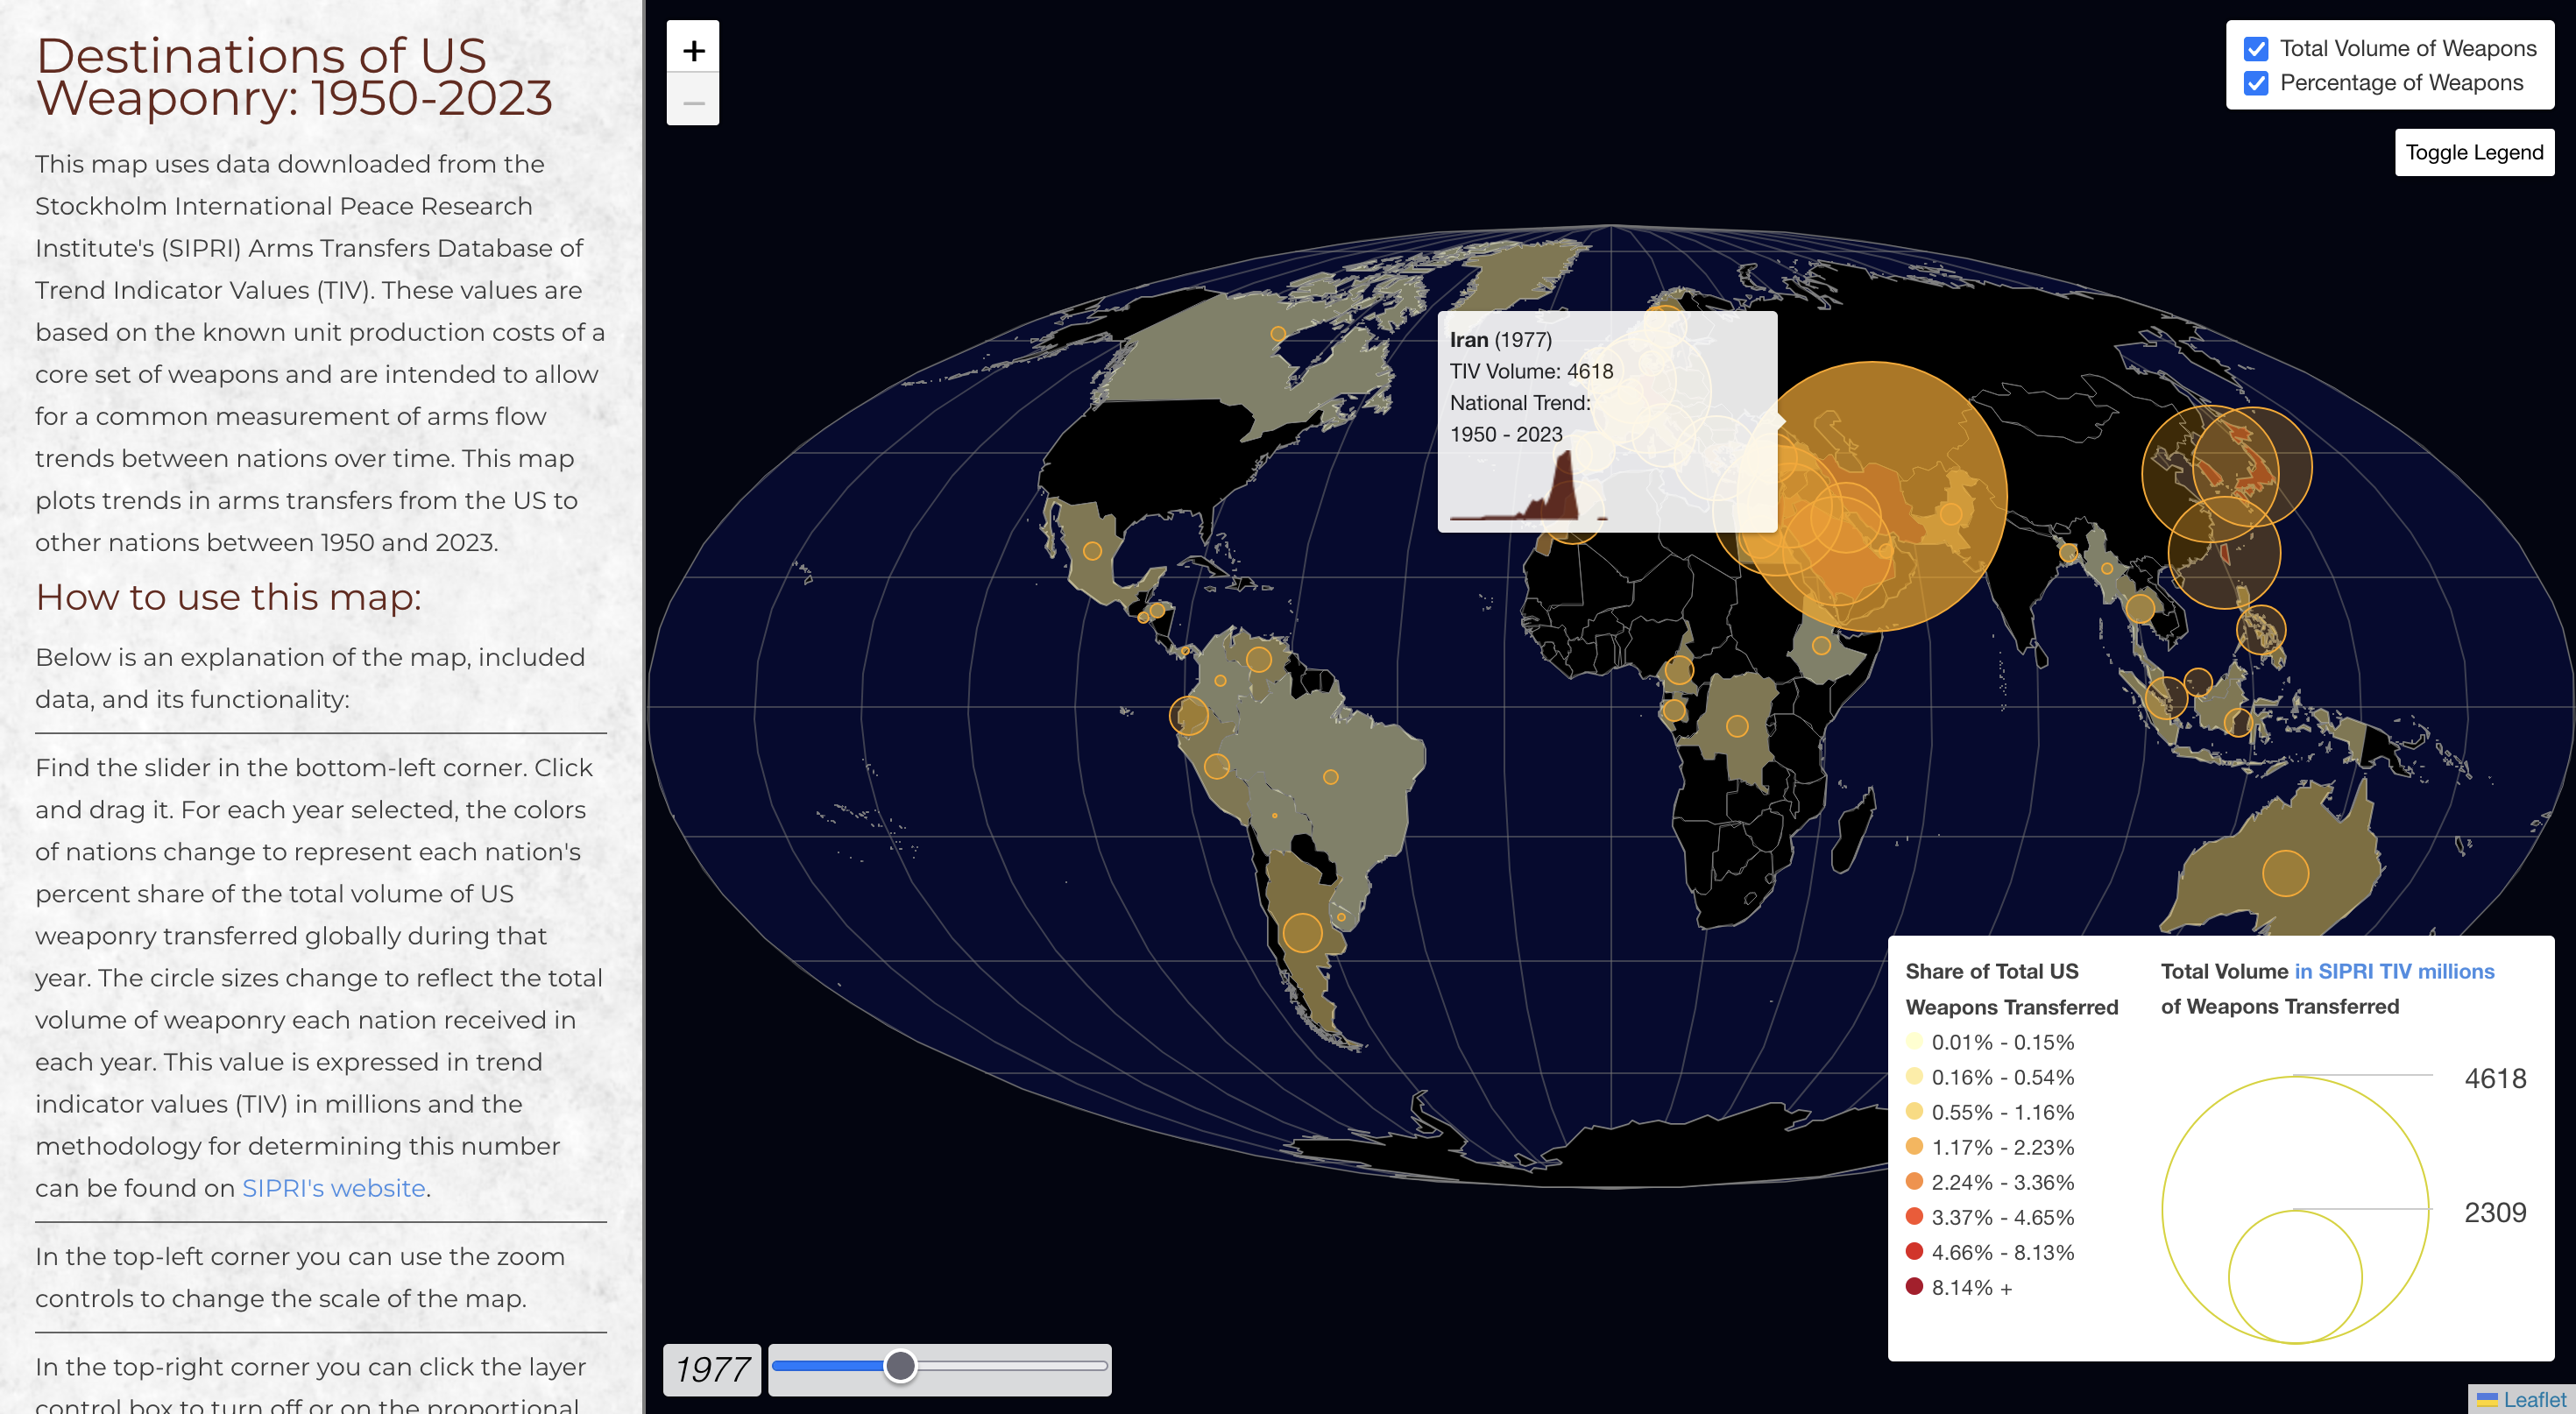 Destinations of US
Weaponry: 1950-2023
This map uses data downloaded from the
Stockholm International Peace Research
Institute's (SIPRI) Arms Transfers Database of
Trend Indicator Values (TIV). These values are
based on the known unit production costs of a
core set of weapons and are intended to allow
for a common measurement of arms flow
trends between nations over time. This map
plots trends in arms transfers from the US to
other nations between 1950 and 2023.
How to use this map:
Below is an explanation of the map, included
data, and its functionality:
Find the slider in the bottom-left corner. Click
and drag it. For each year selected, the colors
of nations change to represent each nation's
percent share of the total volume of US
weaponry transferred globally during that
year. The circle sizes change to reflect the total
volume of weaponry each nation received in
each year. This value is expressed in trend
indicator values (TIV) in millions and the
methodology for determining this number
can be found on SIPRI's website.
In the top-left corner you can use the zoom
controls to change the scale of the map.
In the top-right corner you can click the layer
control box to turn off or on the proportional
+
−
Total Volume of Weapons
Percentage of Weapons
Toggle Legend
Iran (1977)
TIV Volume: 4618
National Trend:
1950 - 2023
Share of Total US
Weapons Transferred
0.01% - 0.15%
0.16% - 0.54%
0.55% - 1.16%
1.17% - 2.23%
2.24% - 3.36%
3.37% - 4.65%
4.66% - 8.13%
8.14% +
Total Volume in SIPRI TIV millions
of Weapons Transferred
4618
2309
1977
Leaflet